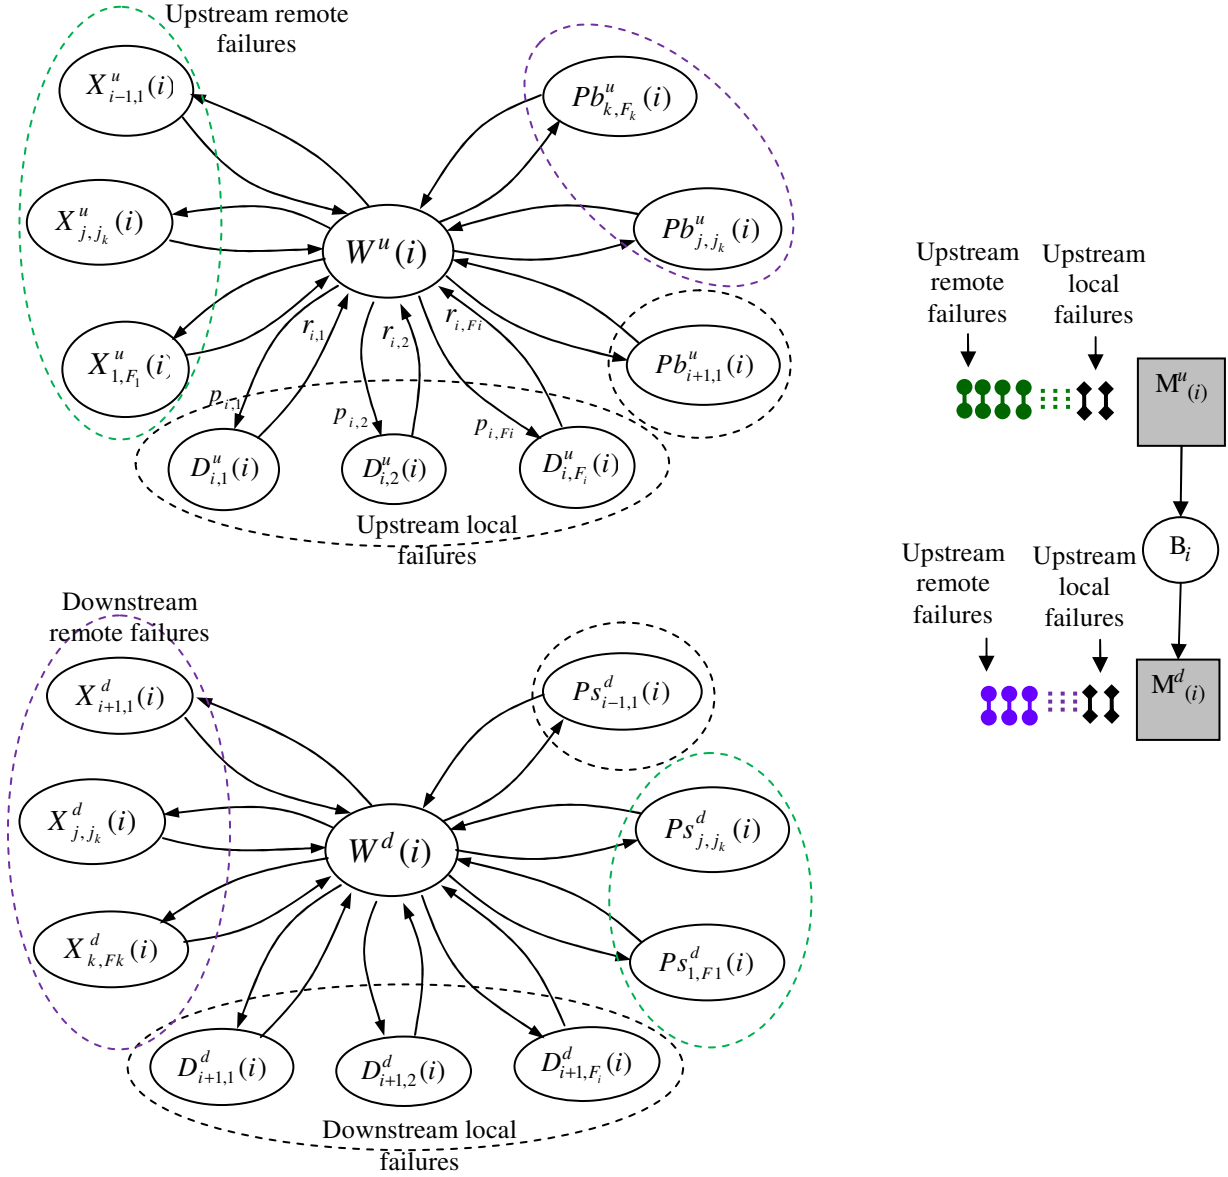 Upstream remote
failures
X^u_{i−1,1}(i)
Pb^u_{k,F_k}(i)
X^u_{j,j_k}(i)
W^u(i)
Pb^u_{j,j_k}(i)
X^u_{1,F_1}(i)
r_{i,1}
r_{i,2}
r_{i,Fi}
Pb^u_{i+1,1}(i)
p_{i,1}
p_{i,2}
p_{i,Fi}
D^u_{i,1}(i)
D^u_{i,2}(i)
D^u_{i,F_i}(i)
Upstream local
failures
Downstream
remote failures
X^d_{i+1,1}(i)
Ps^d_{i−1,1}(i)
X^d_{j,j_k}(i)
W^d(i)
Ps^d_{j,j_k}(i)
X^d_{k,Fk}(i)
Ps^d_{1,F1}(i)
D^d_{i+1,1}(i)
D^d_{i+1,2}(i)
D^d_{i+1,F_i}(i)
Downstream local
failures
Upstream
remote
failures
Upstream
local
failures
M^u_{(i)}
B_i
Upstream
remote
failures
Upstream
local
failures
M^d_{(i)}